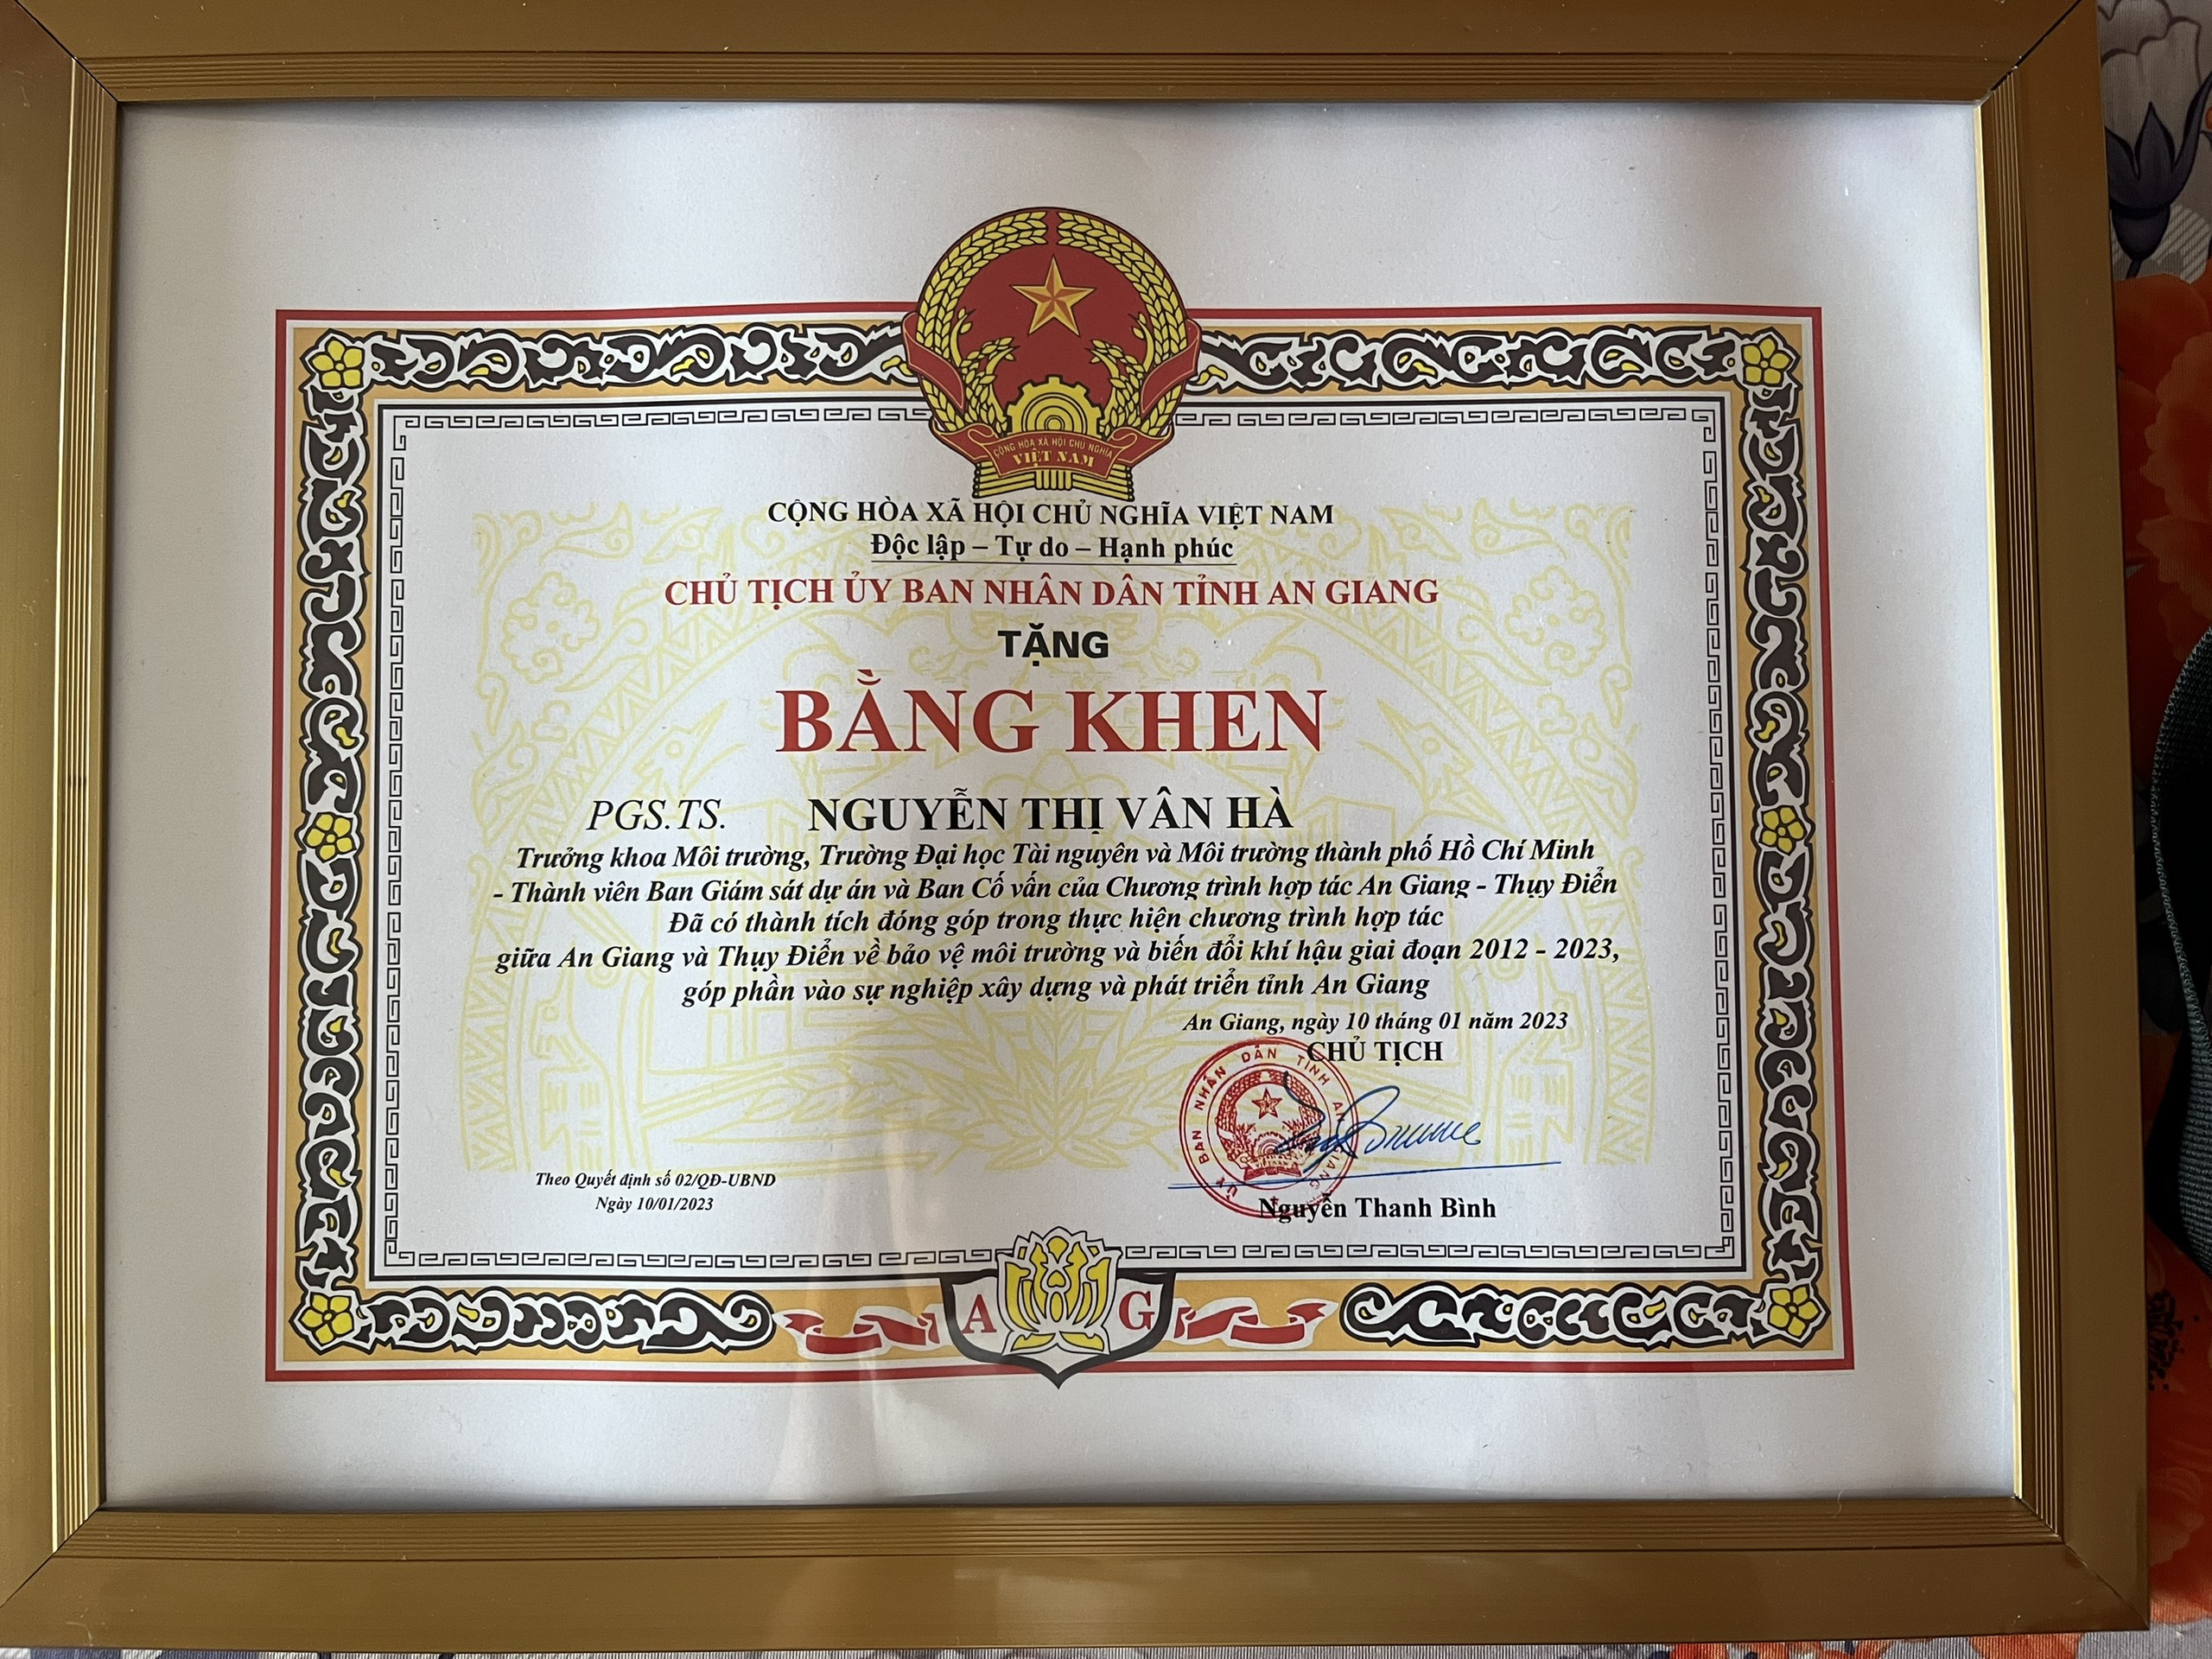 CỘNG HÒA XÃ HỘI CHỦ NGHĨA
VIỆT NAM
CỘNG HÒA XÃ HỘI CHỦ NGHĨA VIỆT NAM
Độc lập – Tự do – Hạnh phúc
CHỦ TỊCH ỦY BAN NHÂN DÂN TỈNH AN GIANG
TẶNG
BẰNG KHEN
PGS.TS. NGUYỄN THỊ VÂN HÀ
Trưởng khoa Môi trường, Trường Đại học Tài nguyên và Môi trường thành phố Hồ Chí Minh
- Thành viên Ban Giám sát dự án và Ban Cố vấn của Chương trình hợp tác An Giang - Thụy Điển
Đã có thành tích đóng góp trong thực hiện chương trình hợp tác
giữa An Giang và Thụy Điển về bảo vệ môi trường và biến đổi khí hậu giai đoạn 2012 - 2023,
góp phần vào sự nghiệp xây dựng và phát triển tỉnh An Giang
An Giang, ngày 10 tháng 01 năm 2023
CHỦ TỊCH
ỦY BAN NHÂN DÂN TỈNH AN GIANG
Theo Quyết định số 02/QĐ-UBND
Ngày 10/01/2023
Nguyễn Thanh Bình
A G